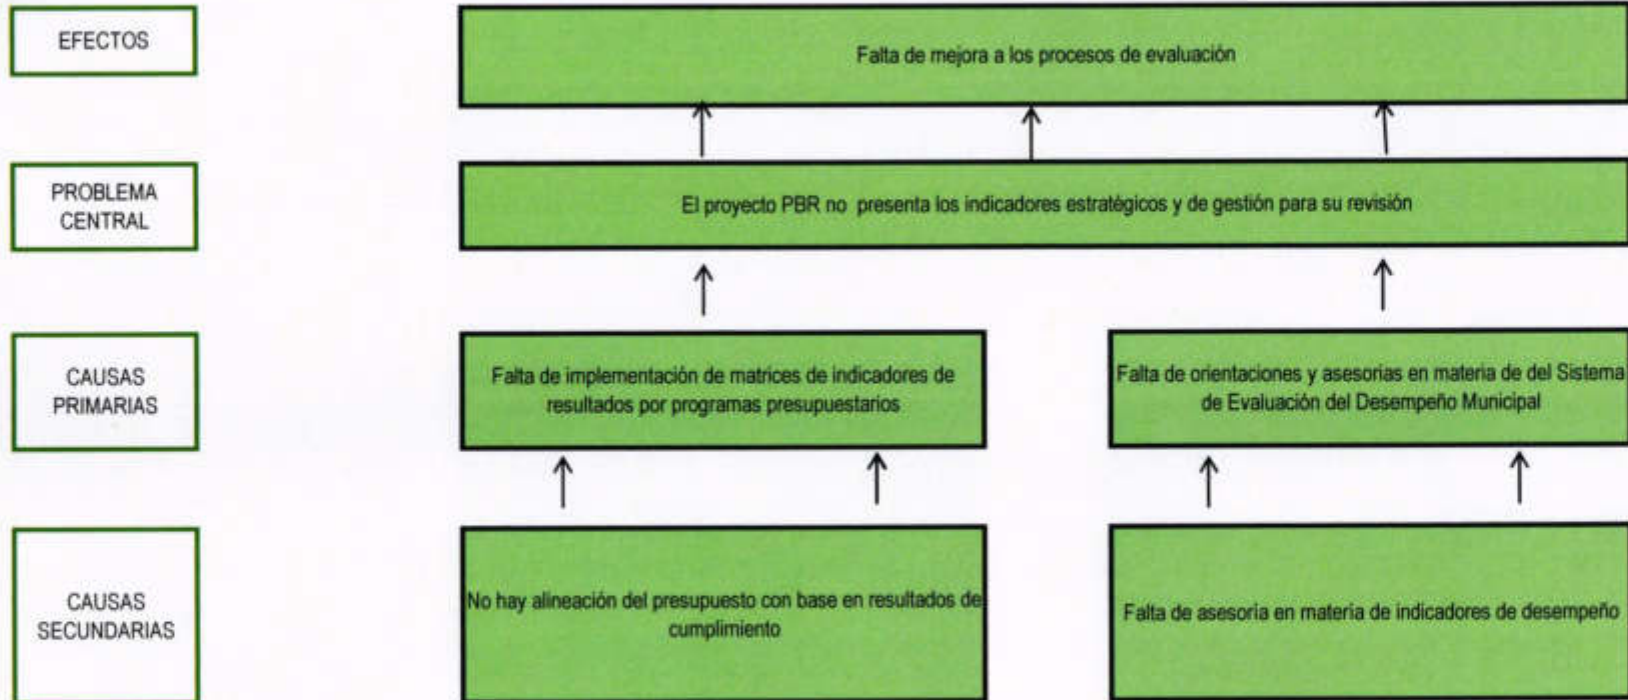 EFECTOS
Falta de mejora a los procesos de evaluación
PROBLEMA
CENTRAL
El proyecto PBR no presenta los indicadores estratégicos y de gestión para su revisión
CAUSAS
PRIMARIAS
Falta de implementación de matrices de indicadores de
resultados por programas presupuestarios
Falta de orientaciones y asesorias en materia de del Sistema
de Evaluación del Desempeño Municipal
CAUSAS
SECUNDARIAS
No hay alineación del presupuesto con base en resultados de
cumplimiento
Falta de asesoria en materia de indicadores de desempeño